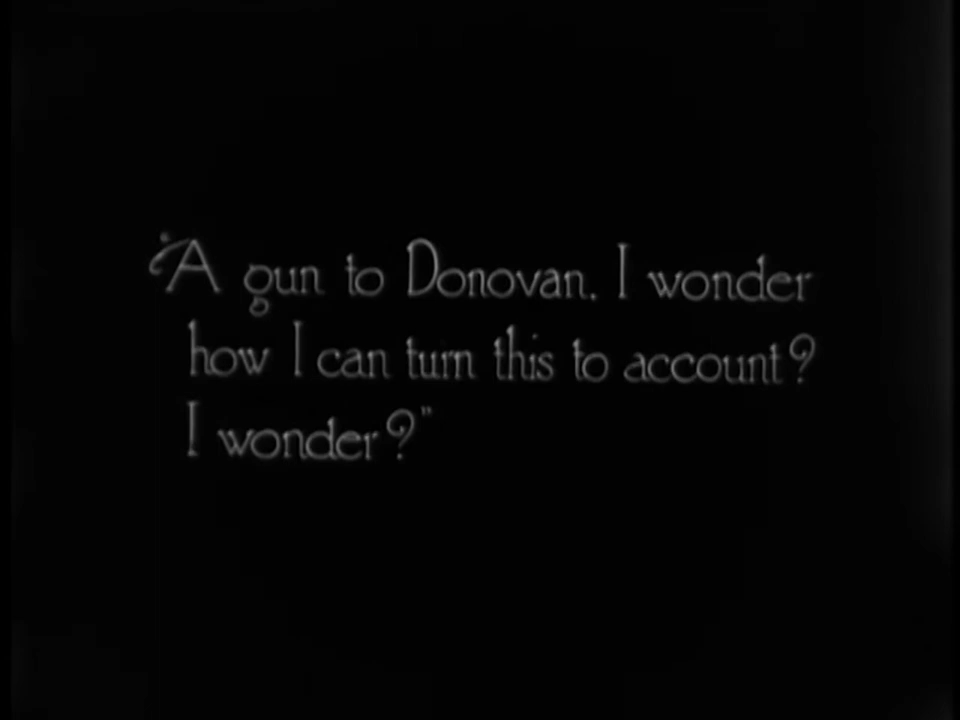 "A gun to Donovan. I wonder
how I can turn this to account?
I wonder?"